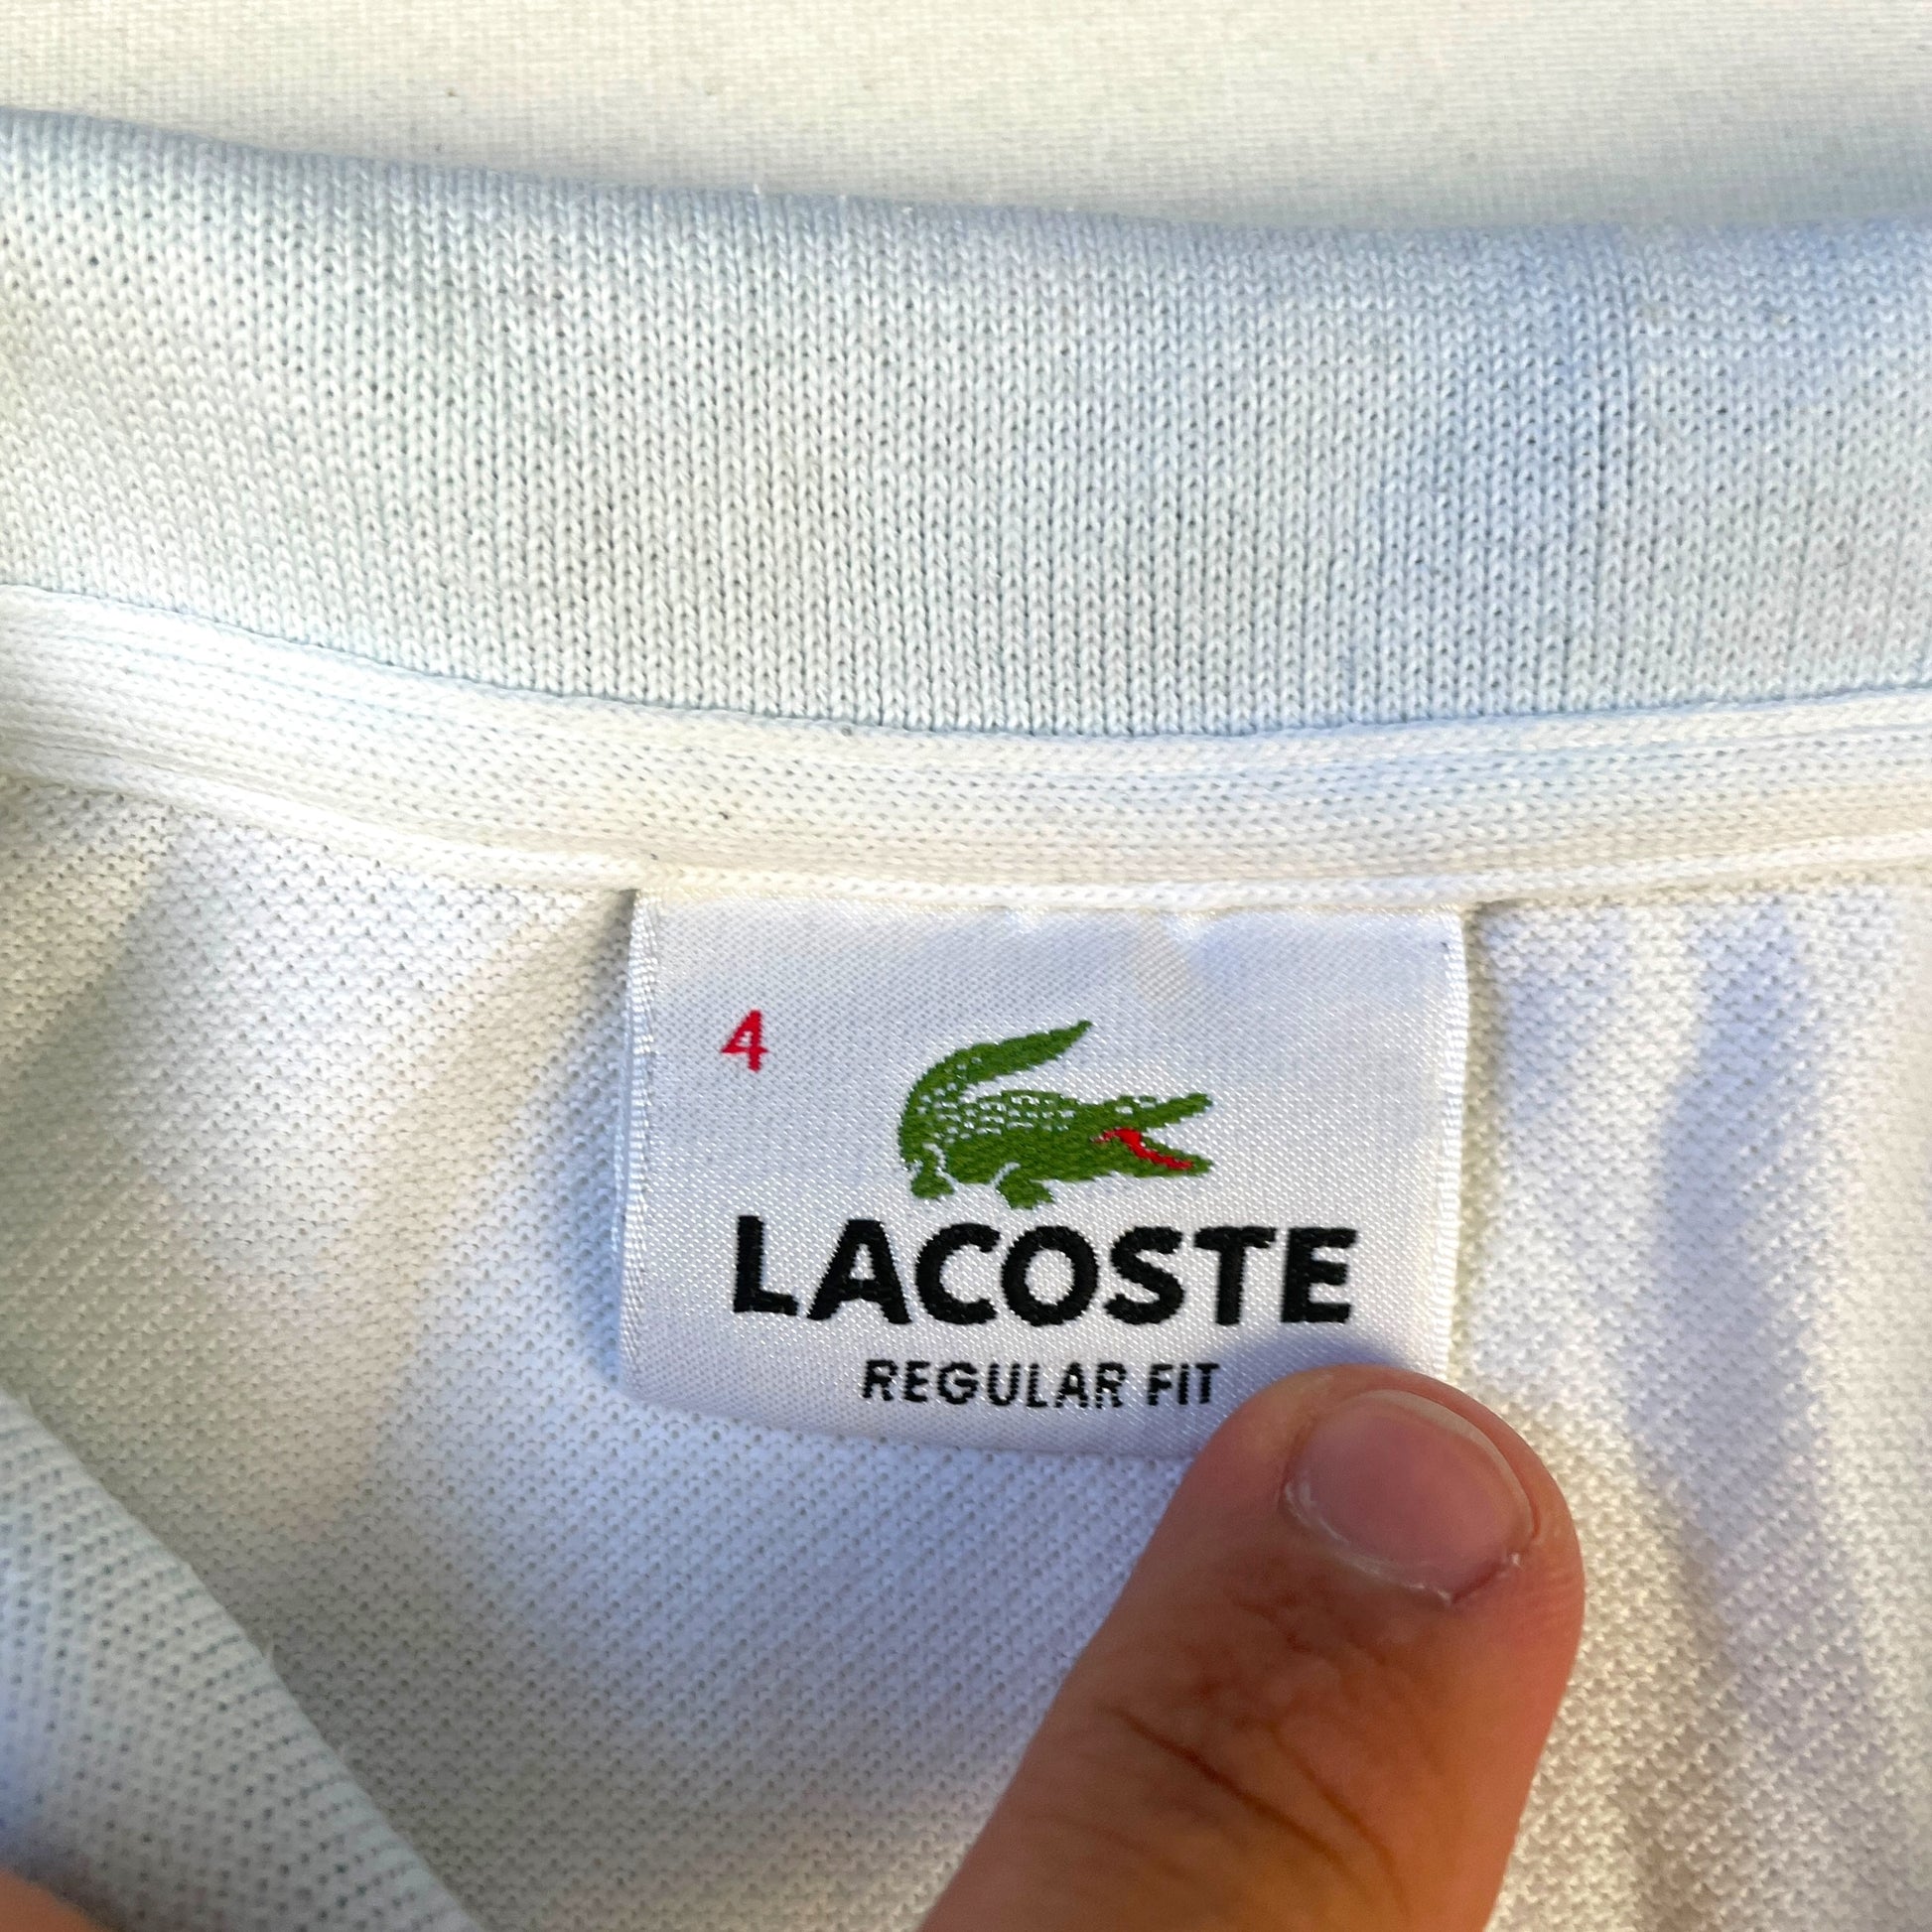 4
LACOSTE
REGULAR FIT